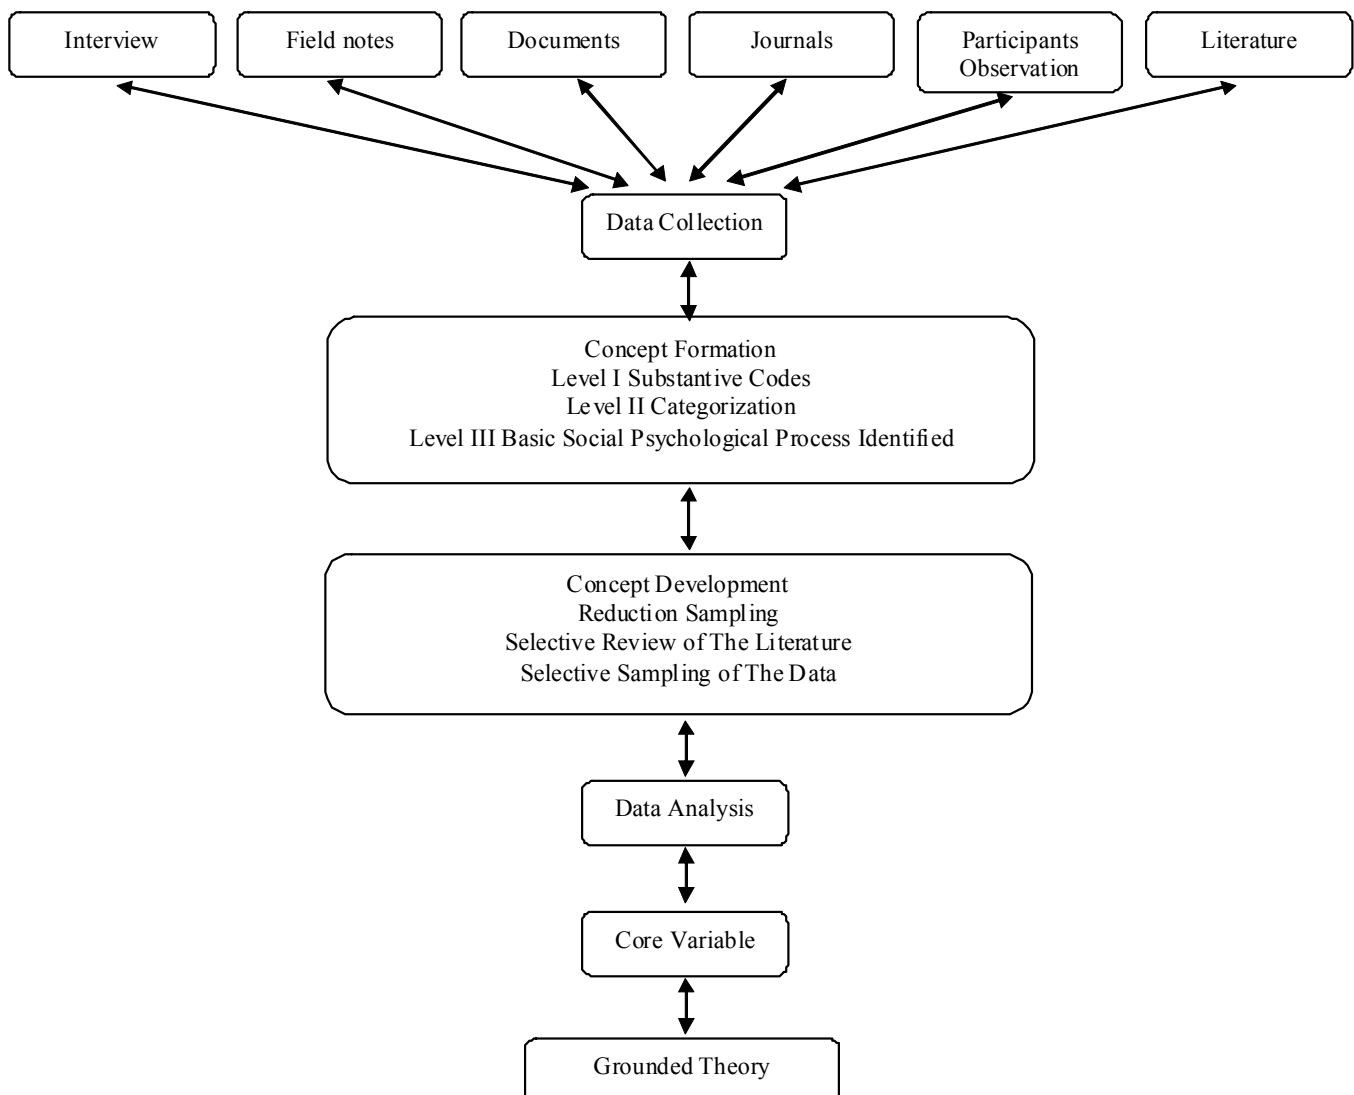 Interview
Field notes
Documents
Journals
Participants
Observation
Literature
Data Collection
Concept Formation
Level I Substantive Codes
Level II Categorization
Level III Basic Social Psychological Process Identified
Concept Development
Reduction Sampling
Selective Review of The Literature
Selective Sampling of The Data
Data Analysis
Core Variable
Grounded Theory